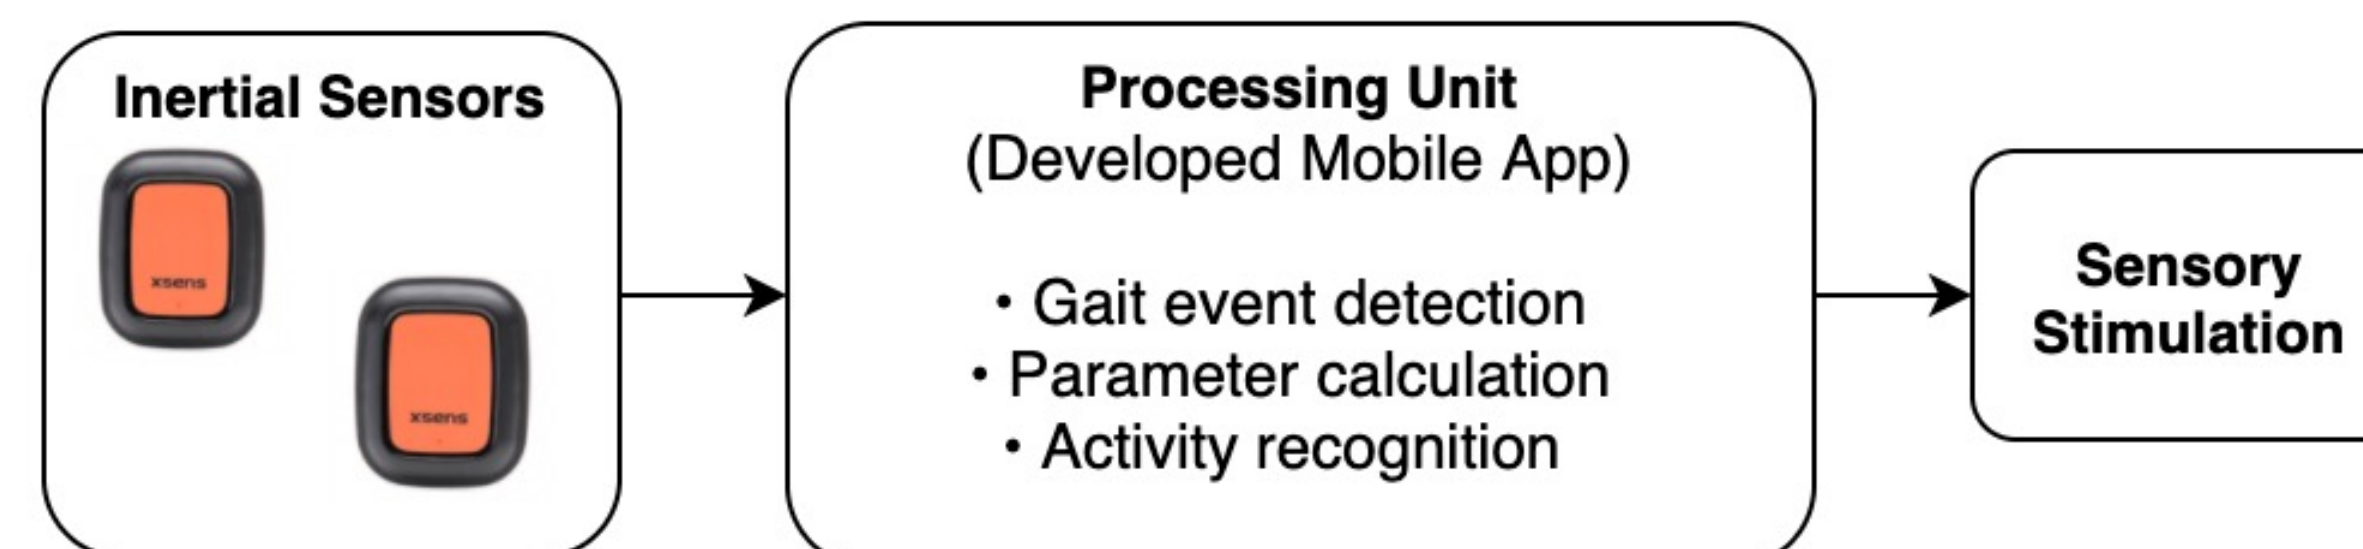 Inertial Sensors
xsens
xsens
Processing Unit
(Developed Mobile App)
• Gait event detection
• Parameter calculation
• Activity recognition
Sensory
Stimulation